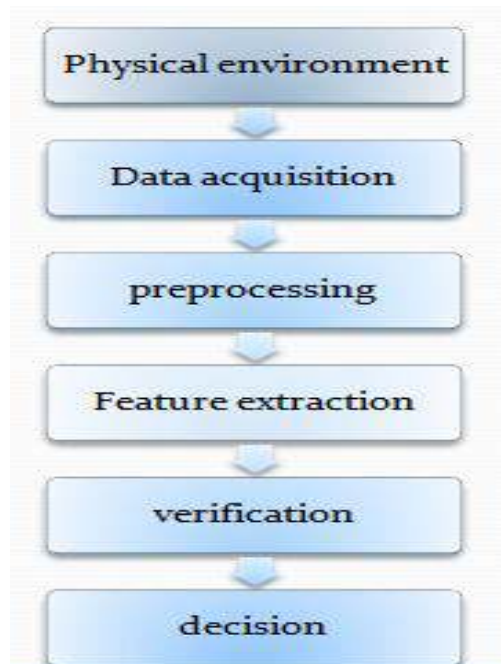 Physical environment
Data acquisition
preprocessing
Feature extraction
verification
decision